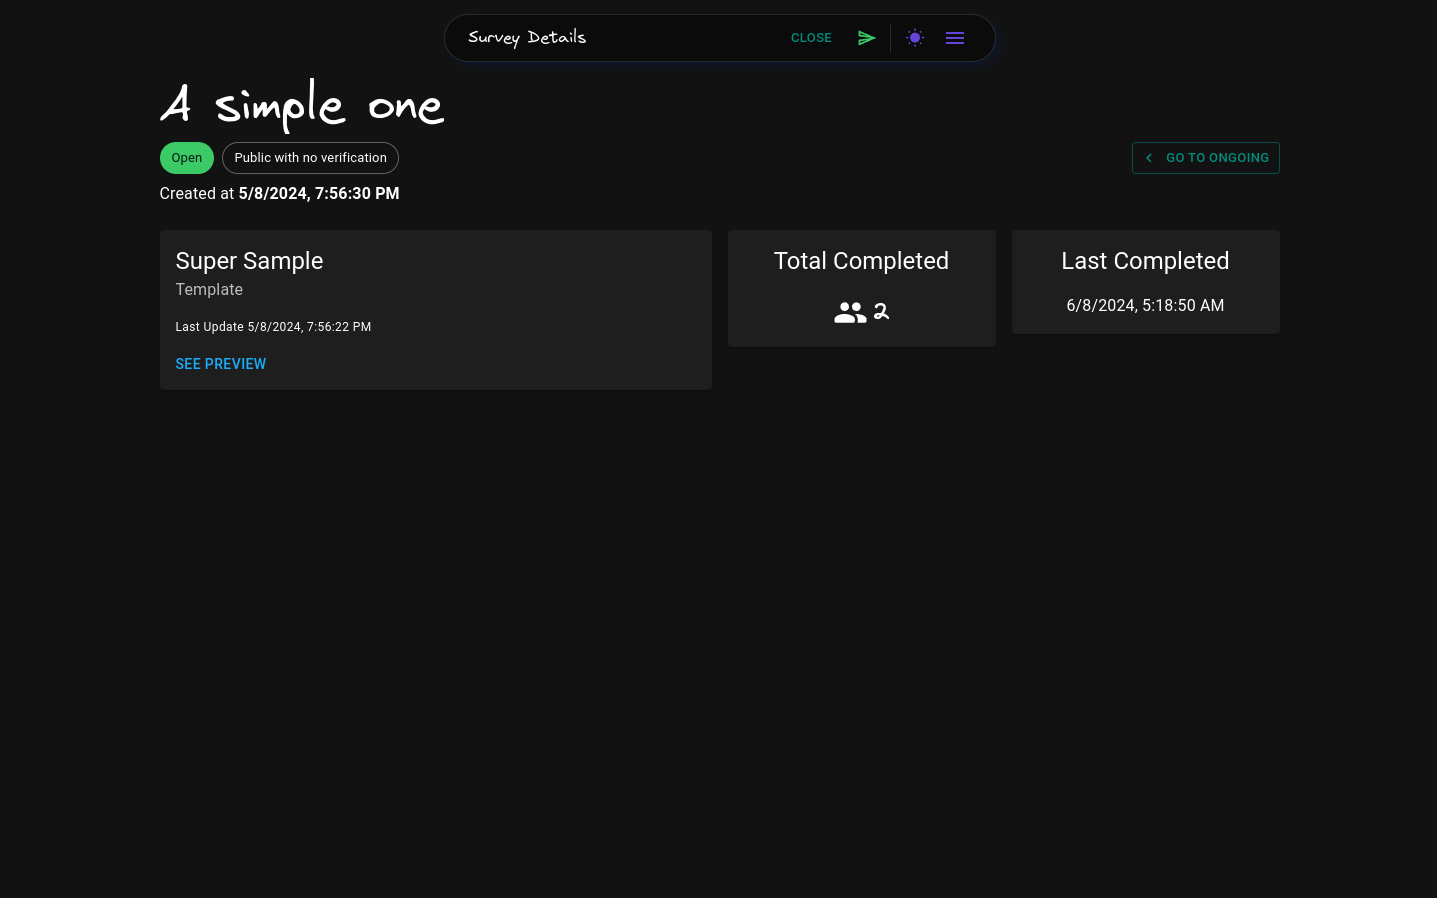 Survey Details
CLOSE
A simple one
Open
Public with no verification
GO TO ONGOING
Created at 5/8/2024, 7:56:30 PM
Super Sample
Template
Last Update 5/8/2024, 7:56:22 PM
SEE PREVIEW
Total Completed
2
Last Completed
6/8/2024, 5:18:50 AM